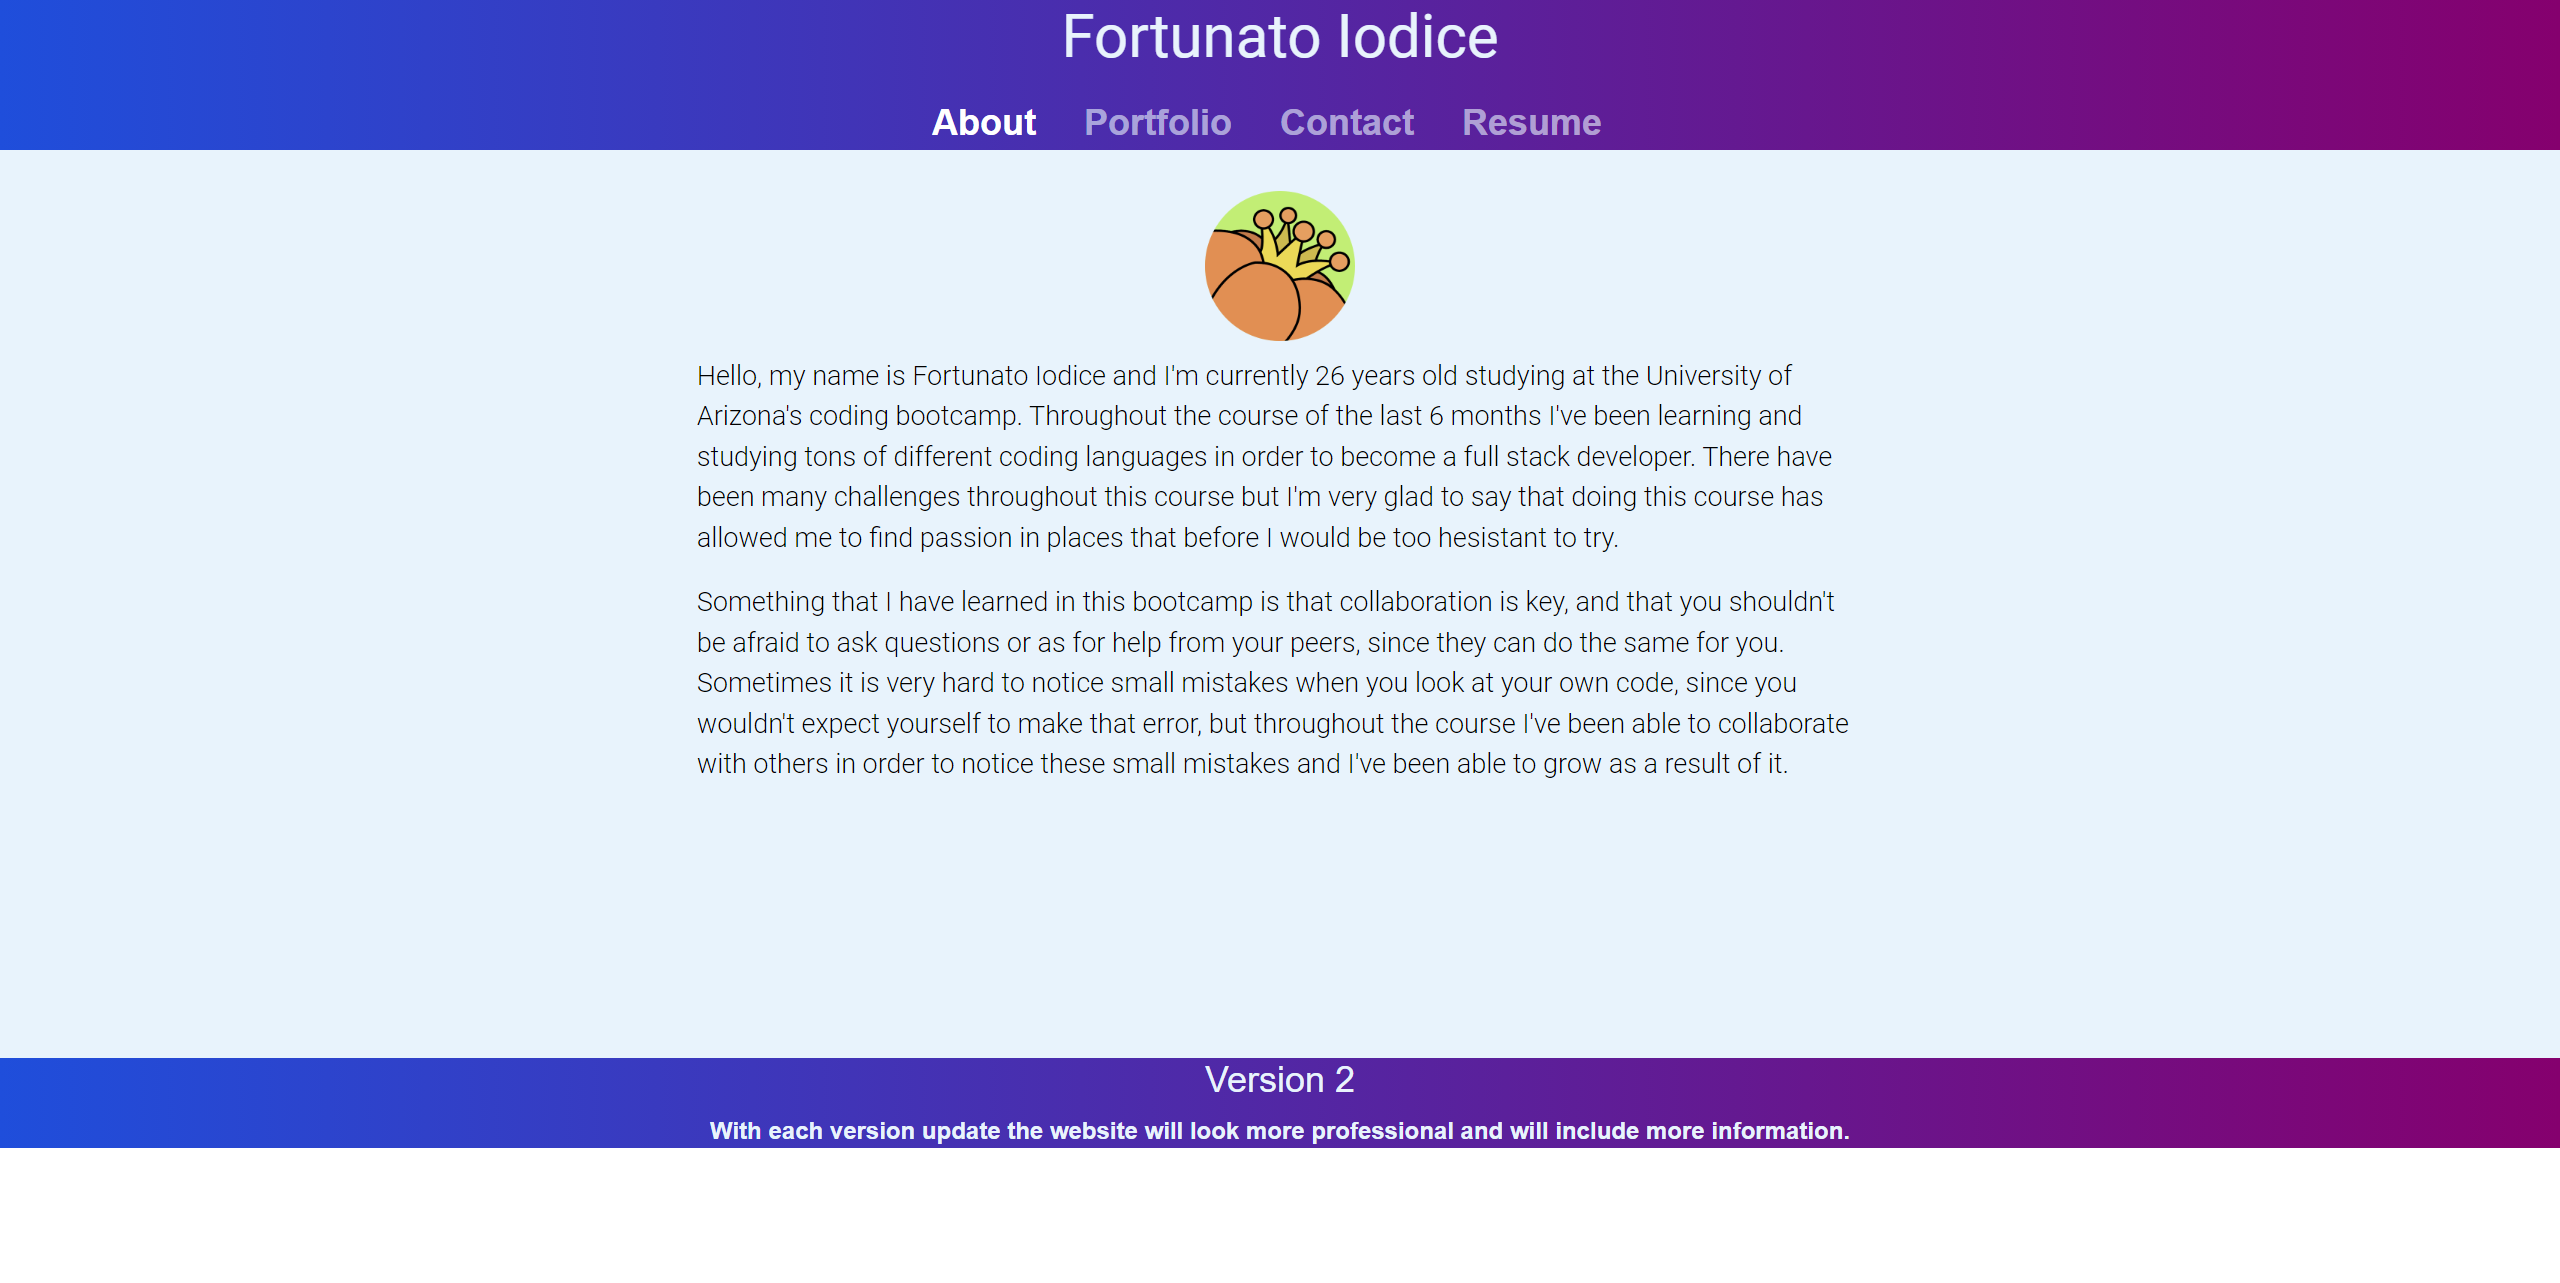 Fortunato Iodice
About Portfolio Contact Resume
Hello, my name is Fortunato Iodice and I'm currently 26 years old studying at the University of
Arizona's coding bootcamp. Throughout the course of the last 6 months I've been learning and
studying tons of different coding languages in order to become a full stack developer. There have
been many challenges throughout this course but I'm very glad to say that doing this course has
allowed me to find passion in places that before I would be too hesistant to try.
Something that I have learned in this bootcamp is that collaboration is key, and that you shouldn't
be afraid to ask questions or as for help from your peers, since they can do the same for you.
Sometimes it is very hard to notice small mistakes when you look at your own code, since you
wouldn't expect yourself to make that error, but throughout the course I've been able to collaborate
with others in order to notice these small mistakes and I've been able to grow as a result of it.
Version 2
With each version update the website will look more professional and will include more information.